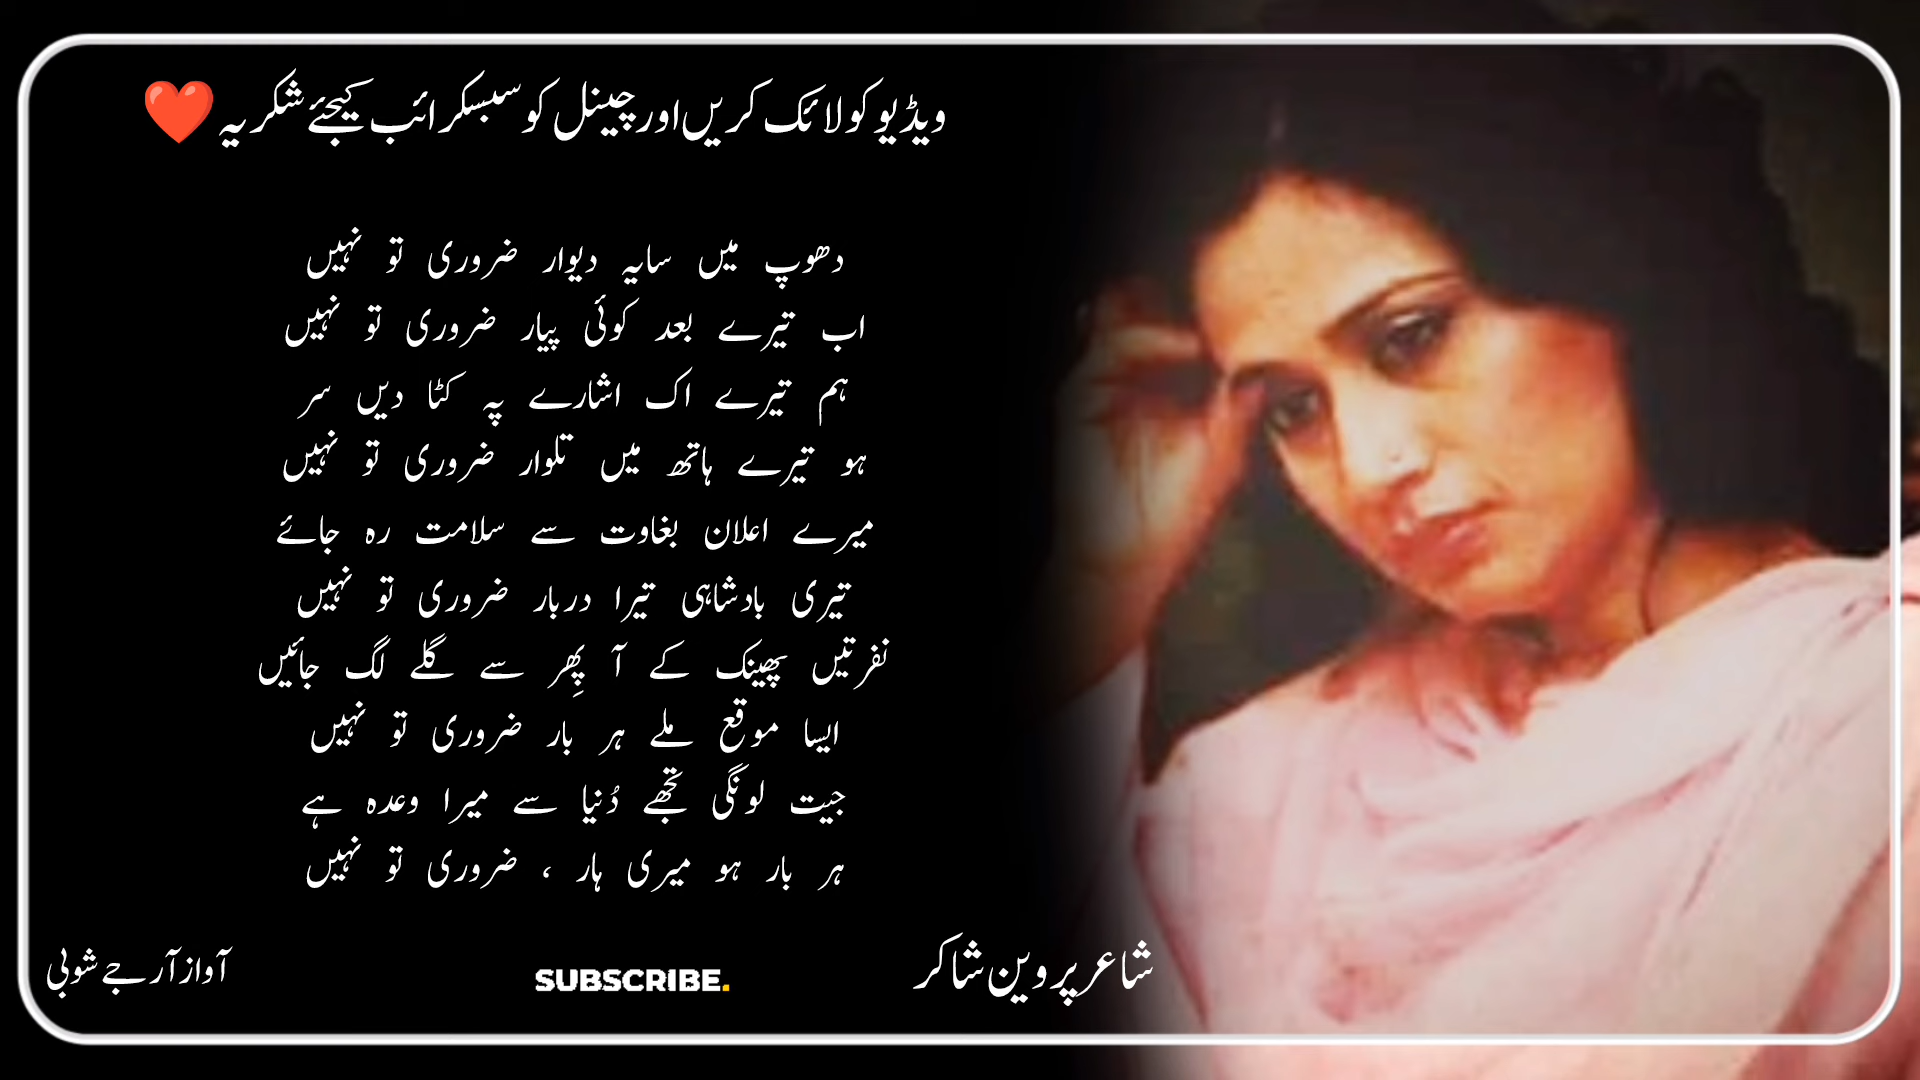 ویڈیو کو لائک کریں اور چینل کو سبسکرائب کیجئے شکریہ ❤️
دھوپ میں سایہ دیوار ضروری تو نہیں
اب تیرے بعد کوئی پیار ضروری تو نہیں
ہم تیرے اک اشارے پہ کٹا دیں سر
ہو تیرے ہاتھ میں تلوار ضروری تو نہیں
میرے اعلان بغاوت سے سلامت رہ جائے
تیری بادشاہی تیرا دربار ضروری تو نہیں
نفرتیں پھینک کے آ پِھر سے گلے لگ جائیں
ایسا موقع ملے ہر بار ضروری تو نہیں
جیت لونگی تجھے دُنیا سے میرا وعدہ ہے
ہر بار ہو میری ہار ، ضروری تو نہیں
شاعر پروین شاکر
SUBSCRIBE.
آواز آر جے شوبی